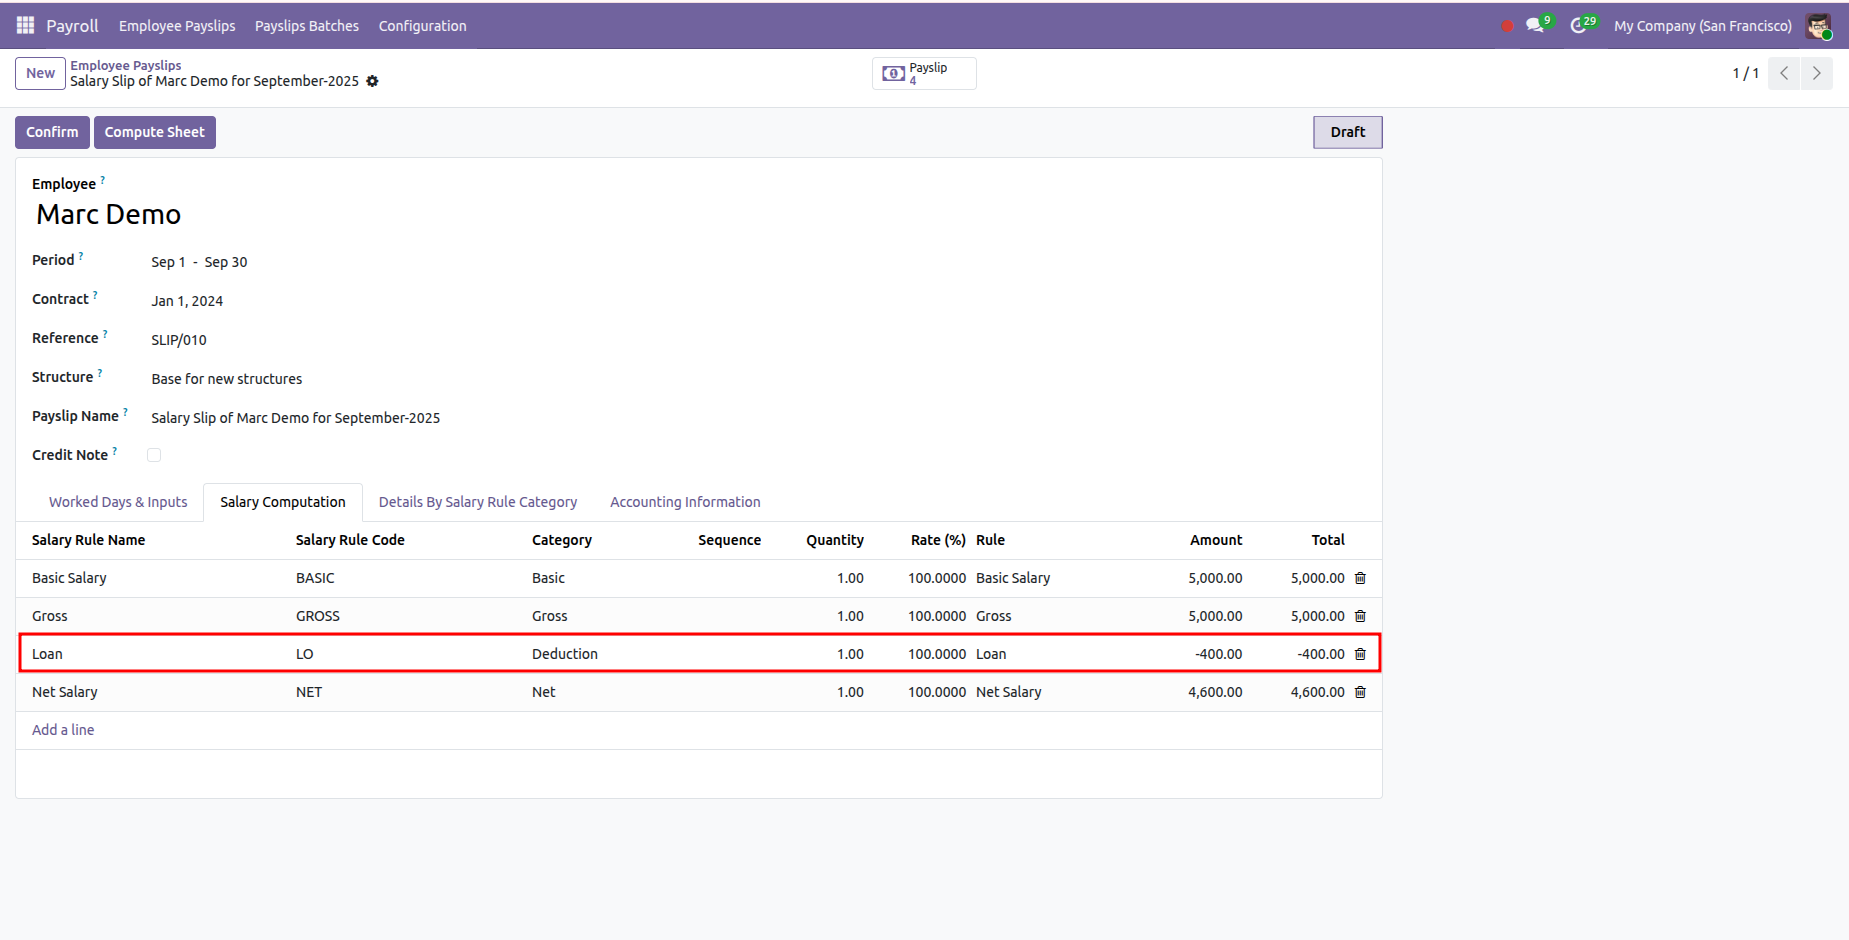 Payroll Employee Payslips Payslips Batches Configuration 9 29 My Company (San Francisco)
New Employee Payslips
Salary Slip of Marc Demo for September-2025
Payslip
4
1 / 1
Confirm Compute Sheet Draft
Employee ?
Marc Demo
Period ? Sep 1 - Sep 30
Contract ? Jan 1, 2024
Reference ? SLIP/010
Structure ? Base for new structures
Payslip Name ? Salary Slip of Marc Demo for September-2025
Credit Note ?
Worked Days & Inputs Salary Computation Details By Salary Rule Category Accounting Information
Salary Rule Name Salary Rule Code Category Sequence Quantity Rate (%) Rule Amount Total
Basic Salary BASIC Basic 1.00 100.0000 Basic Salary 5,000.00 5,000.00
Gross GROSS Gross 1.00 100.0000 Gross 5,000.00 5,000.00
Loan LO Deduction 1.00 100.0000 Loan -400.00 -400.00
Net Salary NET Net 1.00 100.0000 Net Salary 4,600.00 4,600.00
Add a line